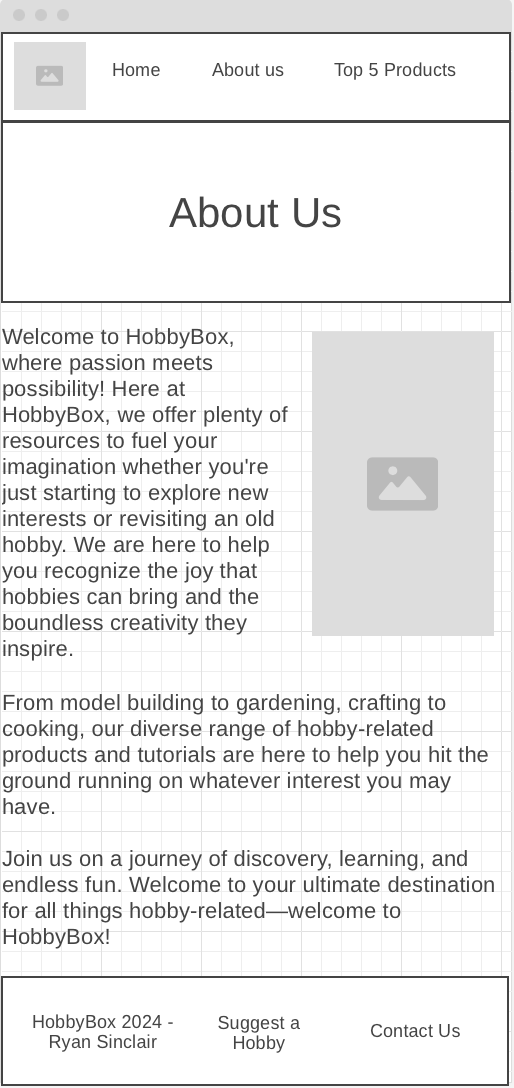 Home About us Top 5 Products
About Us
Welcome to HobbyBox,
where passion meets
possibility! Here at
HobbyBox, we offer plenty of
resources to fuel your
imagination whether you're
just starting to explore new
interests or revisiting an old
hobby. We are here to help
you recognize the joy that
hobbies can bring and the
boundless creativity they
inspire.
From model building to gardening, crafting to
cooking, our diverse range of hobby-related
products and tutorials are here to help you hit the
ground running on whatever interest you may
have.
Join us on a journey of discovery, learning, and
endless fun. Welcome to your ultimate destination
for all things hobby-related—welcome to
HobbyBox!
HobbyBox 2024 -
Ryan Sinclair
Suggest a
Hobby
Contact Us